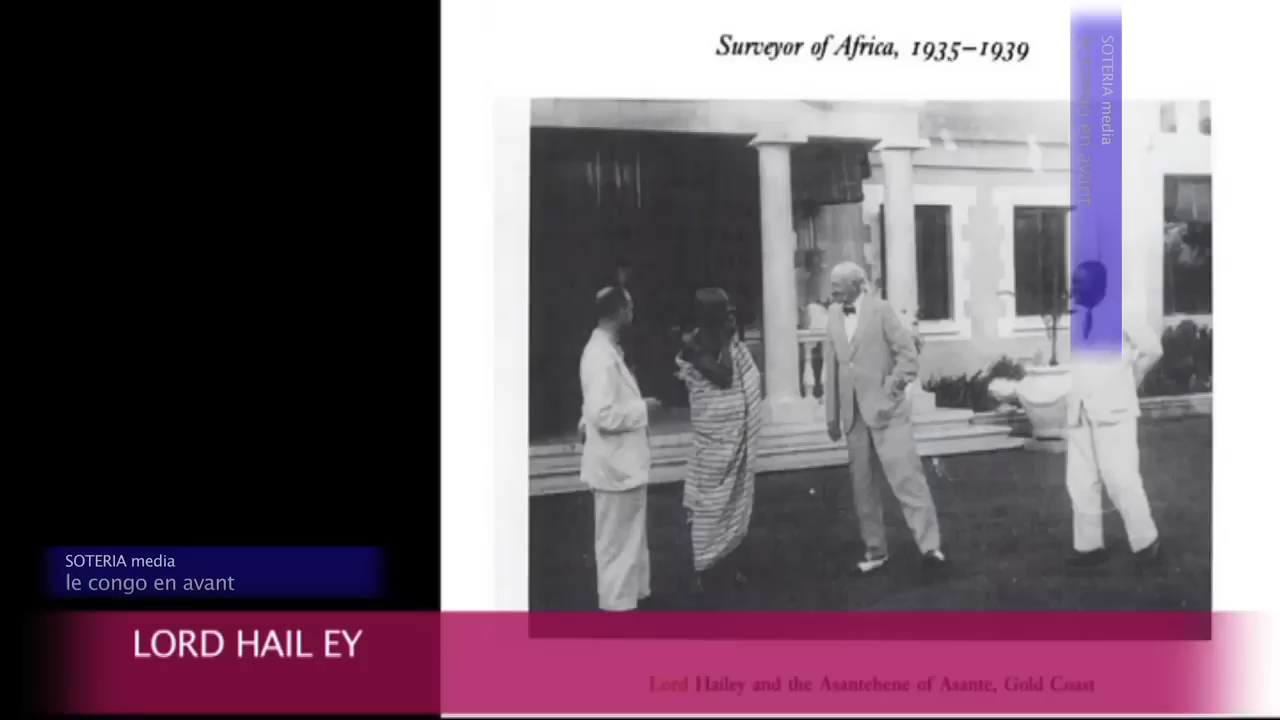 Surveyor of Africa, 1935–1939
SOTERIA media
le congo en avant
SOTERIA media
le congo en avant
LORD HAIL EY
Lord Hailey and the Asantehene of Asante, Gold Coast